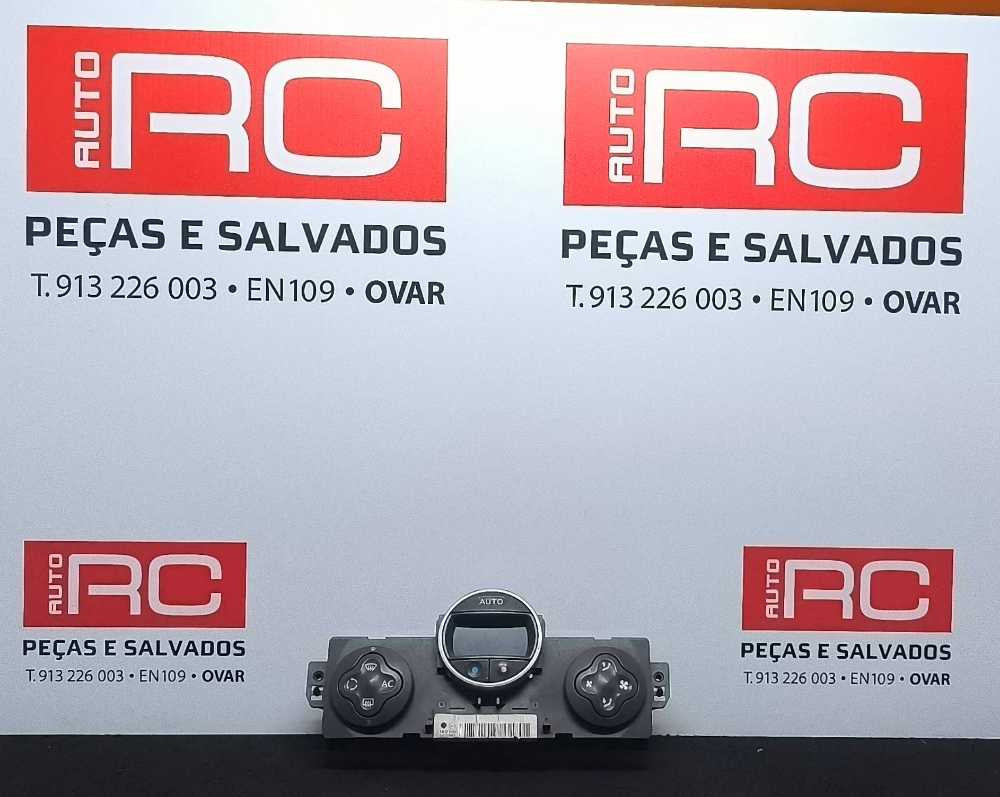 AUTO RC
PEÇAS E SALVADOS
T. 913 226 003 • EN109 • OVAR
AUTO RC
PEÇAS E SALVADOS
T. 913 226 003 • EN109 • OVAR
AUTO RC
PEÇAS E SALVADOS
T. 913 226 003 • EN109 • OVAR
AUTO RC
PEÇAS E SALVADOS
T. 913 226 003 • EN109 • OVAR
AUTO
AC